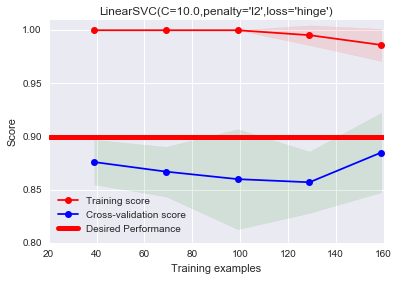 LinearSVC(C=10.0,penalty='l2',loss='hinge')
1.00
0.95
0.90
0.85
0.80
Score
Training score
Cross-validation score
Desired Performance
20 40 60 80 100 120 140 160
Training examples